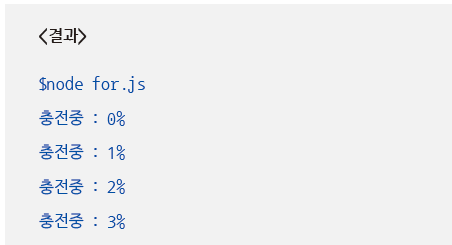 <결과>
$node for.js
충전중 : 0%
충전중 : 1%
충전중 : 2%
충전중 : 3%